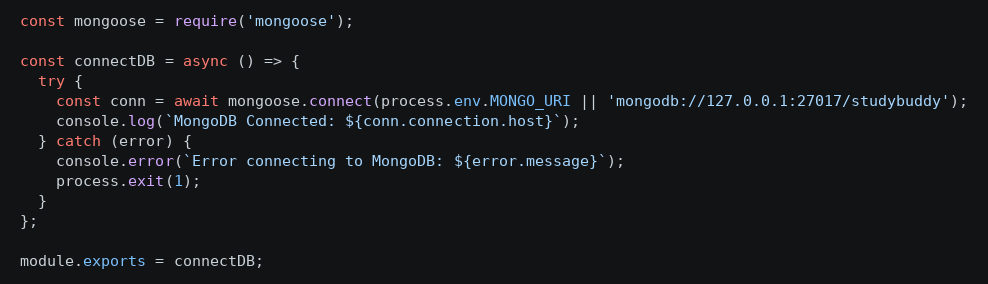 const mongoose = require('mongoose');

const connectDB = async () => {
  try {
    const conn = await mongoose.connect(process.env.MONGO_URI || 'mongodb://127.0.0.1:27017/studybuddy');
    console.log(`MongoDB Connected: ${conn.connection.host}`);
  } catch (error) {
    console.error(`Error connecting to MongoDB: ${error.message}`);
    process.exit(1);
  }
};

module.exports = connectDB;